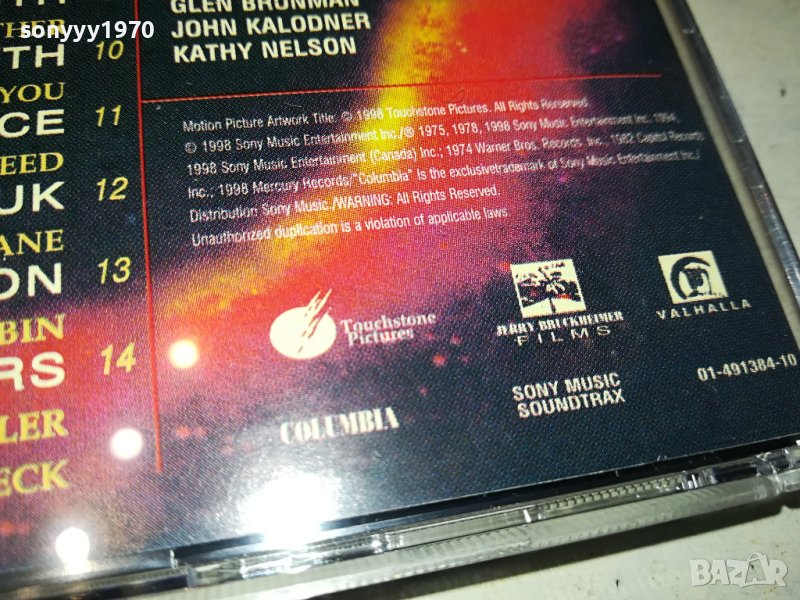 sonyyy1970
GLEN BRUNMAN
JOHN KALODNER
KATHY NELSON
THER
10
TH
YOU
11
CE
EED
12
UK
ANE
13
ON
BIN
14
RS
LER
ECK
Motion Picture Artwork Title: © 1998 Touchstone Pictures. All Rights Reserved.
© 1998 Sony Music Entertainment Inc./℗ 1975, 1978, 1998 Sony Music Entertainment Inc.; 1994,
1998 Sony Music Entertainment (Canada) Inc.; 1974 Warner Bros. Records Inc.; 1982 Capitol Records
Inc.; 1998 Mercury Records/"Columbia" is the exclusivetrademark of Sony Music Entertainment Inc./
Distribution Sony Music./WARNING: All Rights Reserved.
Unauthorized duplication is a violation of applicable laws.
Touchstone
Pictures
JERRY BRUCKHEIMER
FILMS
VALHALLA
COLUMBIA
SONY MUSIC
SOUNDTRAX
01-491384-10
BAZAR
bg